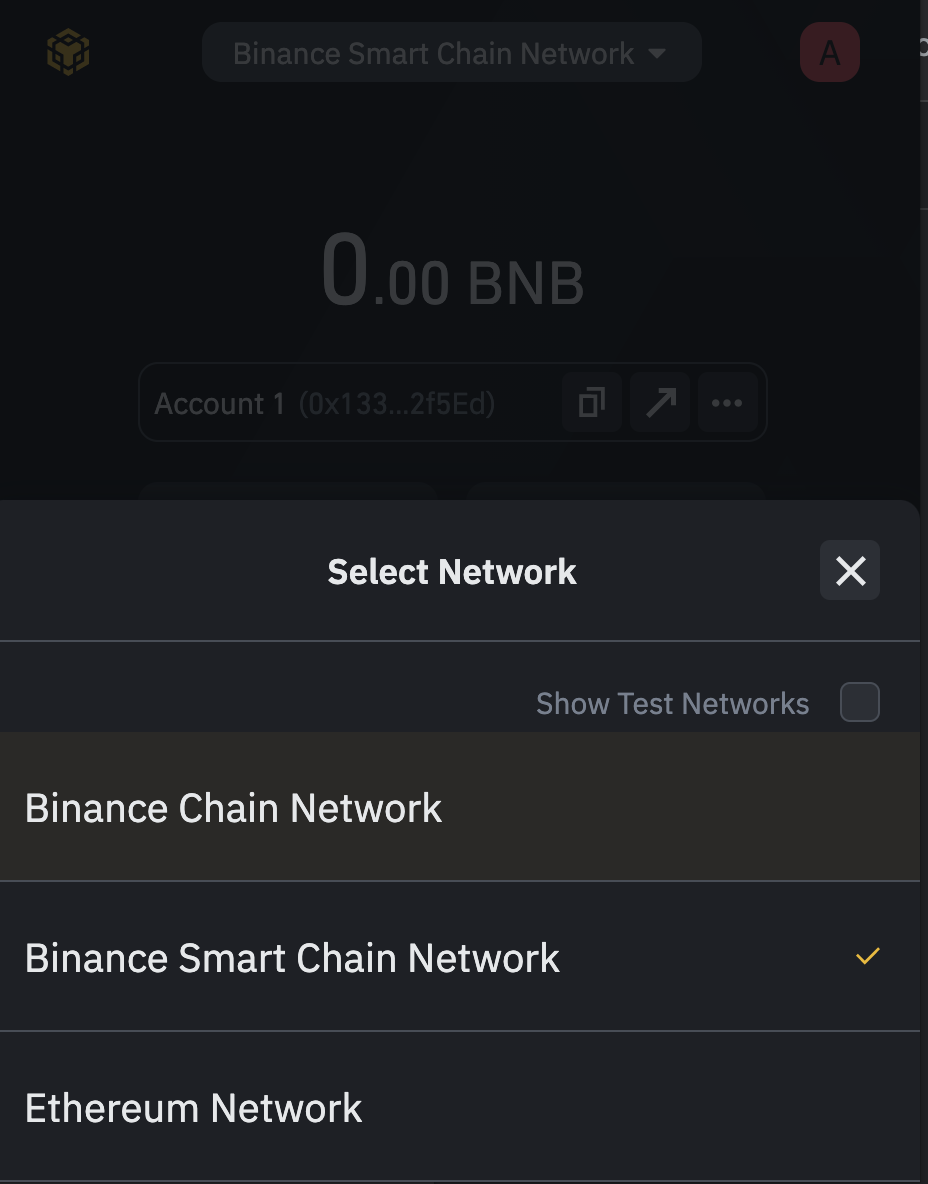 Binance Smart Chain Network
A
0.00 BNB
Account 1 (0x133...2f5Ed)
Select Network
Show Test Networks
Binance Chain Network
Binance Smart Chain Network
Ethereum Network